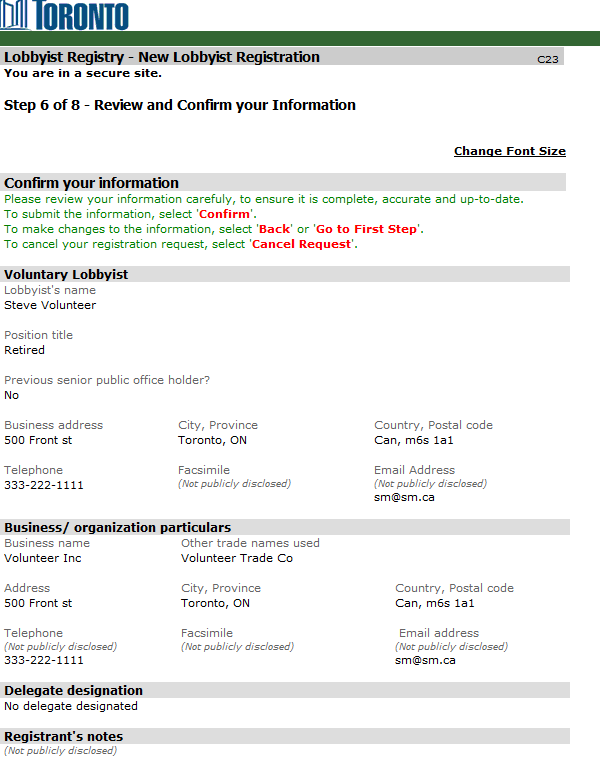 TORONTO
Lobbyist Registry - New Lobbyist Registration C23
You are in a secure site.
Step 6 of 8 - Review and Confirm your Information
Change Font Size
Confirm your information
Please review your information carefuly, to ensure it is complete, accurate and up-to-date.
To submit the information, select 'Confirm'.
To make changes to the information, select 'Back' or 'Go to First Step'.
To cancel your registration request, select 'Cancel Request'.
Voluntary Lobbyist
Lobbyist's name
Steve Volunteer
Position title
Retired
Previous senior public office holder?
No
Business address City, Province Country, Postal code
500 Front st Toronto, ON Can, m6s 1a1
Telephone Facsimile Email Address
333-222-1111 (Not publicly disclosed) (Not publicly disclosed)
sm@sm.ca
Business/ organization particulars
Business name Other trade names used
Volunteer Inc Volunteer Trade Co
Address City, Province Country, Postal code
500 Front st Toronto, ON Can, m6s 1a1
Telephone Facsimile Email address
(Not publicly disclosed) (Not publicly disclosed) (Not publicly disclosed)
333-222-1111 sm@sm.ca
Delegate designation
No delegate designated
Registrant's notes
(Not publicly disclosed)